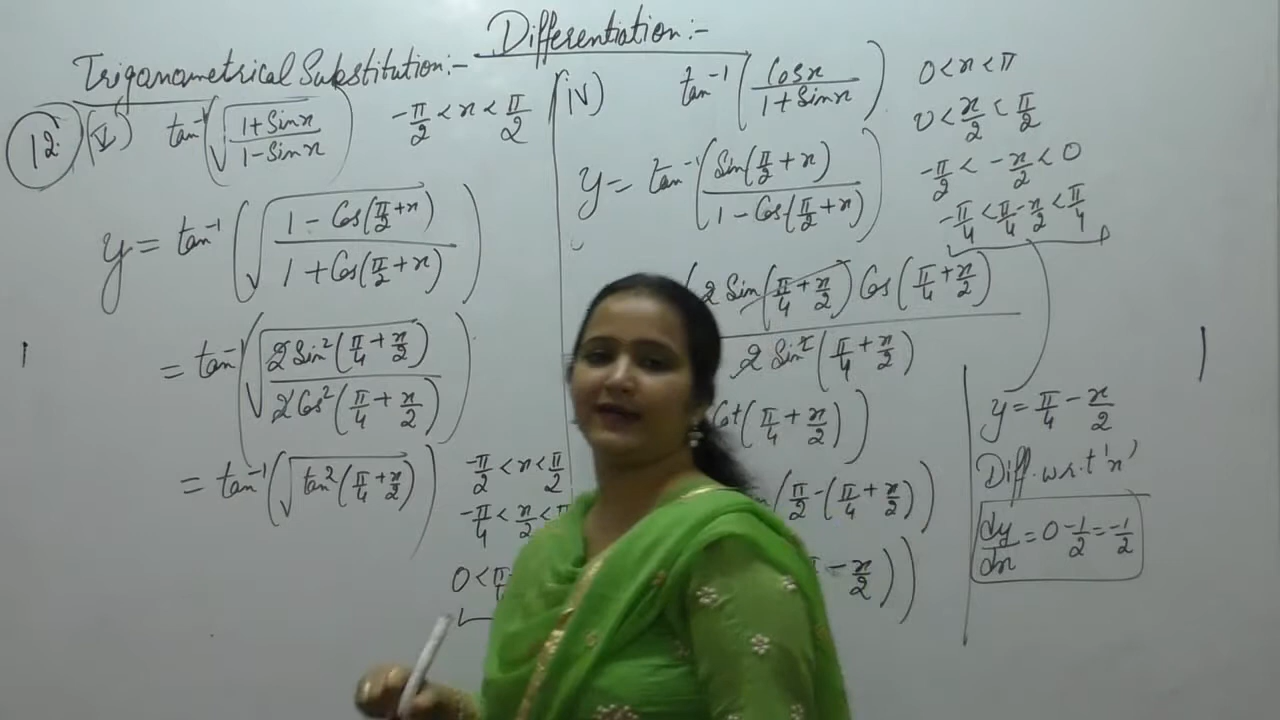 Differentiation:-
Trigonometrical Substitution:-
12. (V) tan⁻¹(√((1+Sinx)/(1-Sinx))) -π/2 < x < π/2
y = tan⁻¹(√((1-Cos(π/2+x))/(1+Cos(π/2+x))))
= tan⁻¹(√((2Sin²(π/4+x/2))/(2Cos²(π/4+x/2))))
= tan⁻¹(√(tan²(π/4+x/2)))
-π/2 < x < π/2
-π/4 < x/2 <
0 < π
(iv) tan⁻¹(Cosx/(1+Sinx)) 0 < x < π
0 < x/2 < π/2
-π/2 < -x/2 < 0
-π/4 < π/4 - x/2 < π/4
y = tan⁻¹(Sin(π/2+x)/(1-Cos(π/2+x)))
(2Sin(π/4+x/2)Cos(π/4+x/2))/(2Sin²(π/4+x/2))
Cot(π/4+x/2))
(π/2-(π/4+x/2)))
- x/2))
y = π/4 - x/2
Diff. w.r.t 'x'
dy/dx = 0 - 1/2 = -1/2